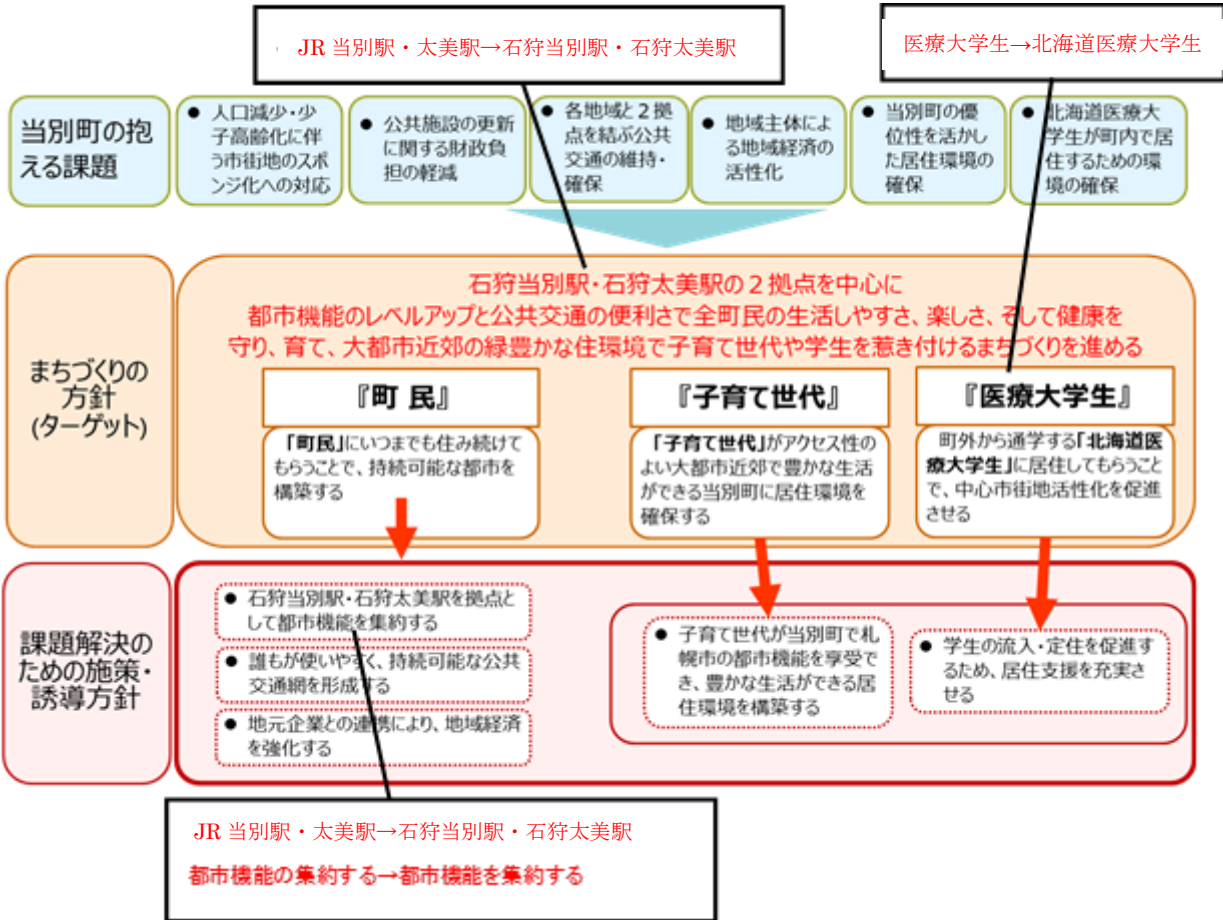 JR 当別駅・太美駅→石狩当別駅・石狩太美駅
医療大学生→北海道医療大学生
当別町の抱
える課題
● 人口減少・少
子高齢化に伴
う市街地のスポ
ンジ化への対応
● 公共施設の更新
に関する財政負
担の軽減
● 各地域と2拠
点を結ぶ公共
交通の維持・
確保
● 地域主体によ
る地域経済の
活性化
● 当別町の優
位性を活かし
た居住環境の
確保
● 北海道医療大
学生が町内で居
住するための環
境の確保
まちづくりの
方針
(ターゲット)
石狩当別駅・石狩太美駅の2拠点を中心に
都市機能のレベルアップと公共交通の便利さで全町民の生活しやすさ、楽しさ、そして健康を
守り、育て、大都市近郊の緑豊かな住環境で子育て世代や学生を惹き付けるまちづくりを進める
『町 民』
「町民」にいつまでも住み続けて
もらうことで、持続可能な都市を
構築する
『子育て世代』
「子育て世代」がアクセス性の
よい大都市近郊で豊かな生活
ができる当別町に居住環境を
確保する
『医療大学生』
町外から通学する「北海道医
療大学生」に居住してもらうこと
で、中心市街地活性化を促進
させる
課題解決の
ための施策・
誘導方針
● 石狩当別駅・石狩太美駅を拠点と
して都市機能を集約する
● 誰もが使いやすく、持続可能な公共
交通網を形成する
● 地元企業との連携により、地域経済
を強化する
● 子育て世代が当別町で札
幌市の都市機能を享受で
き、豊かな生活ができる居
住環境を構築する
● 学生の流入・定住を促進す
るため、居住支援を充実さ
せる
JR 当別駅・太美駅→石狩当別駅・石狩太美駅
都市機能の集約する→都市機能を集約する